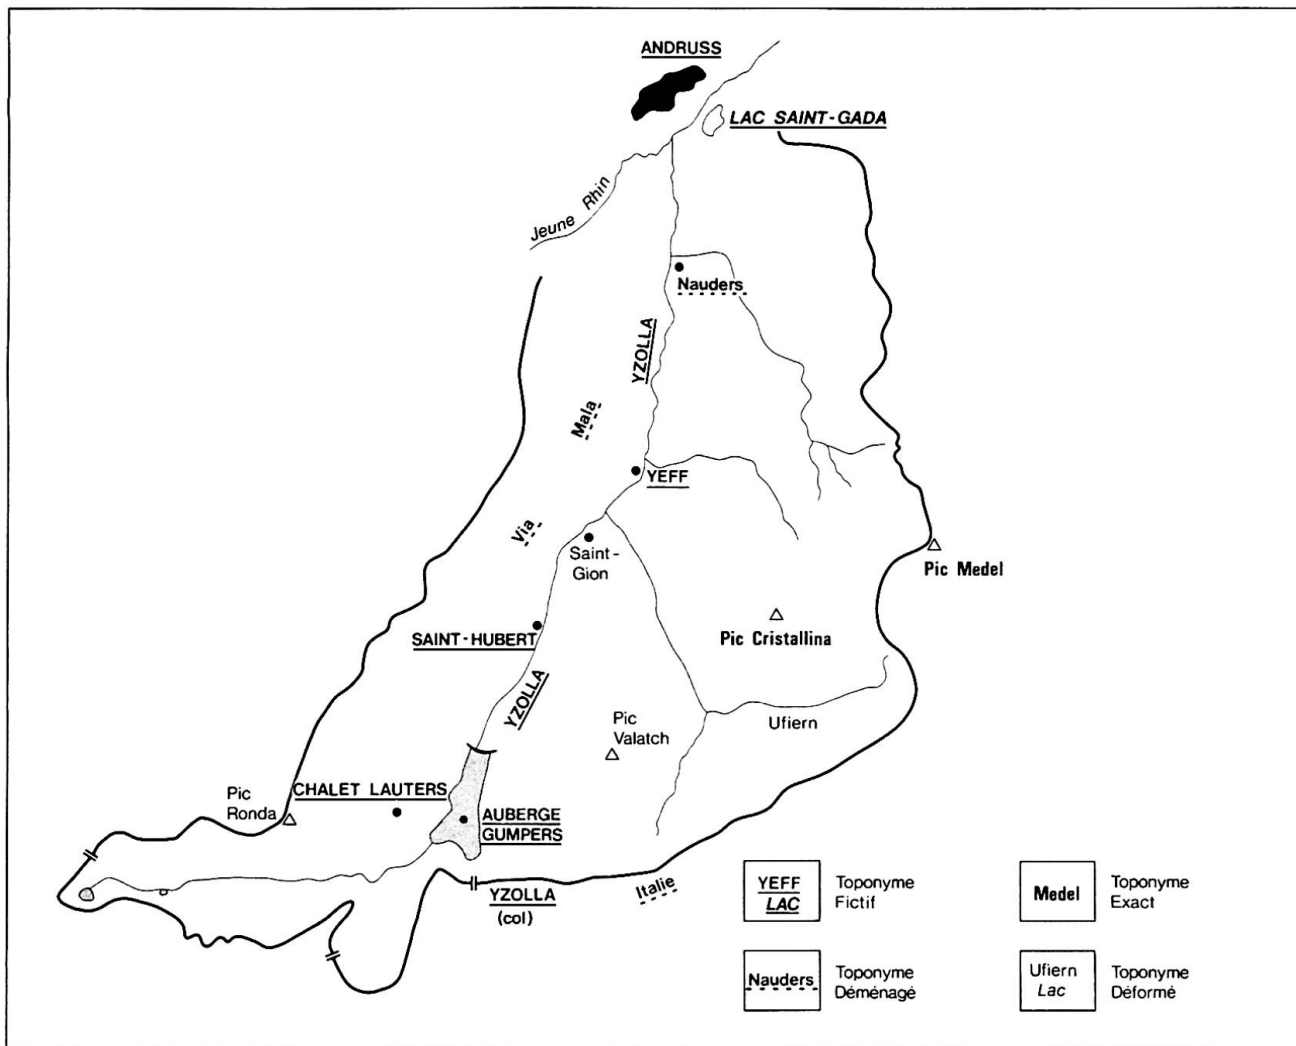 ANDRUSS
LAC SAINT-GADA
Jeune Rhin
Nauders
YZOLLA
Mala
YEFF
Via
Saint-
Gion
Pic Medel
Pic Cristallina
SAINT-HUBERT
YZOLLA
Pic
Valatch
Ufiern
CHALET LAUTERS
Pic
Ronda
AUBERGE
GUMPERS
Italie
YZOLLA
(col)
YEFF
LAC
Toponyme
Fictif
Medel
Toponyme
Exact
Nauders
Toponyme
Déménagé
Ufiern
Lac
Toponyme
Déformé